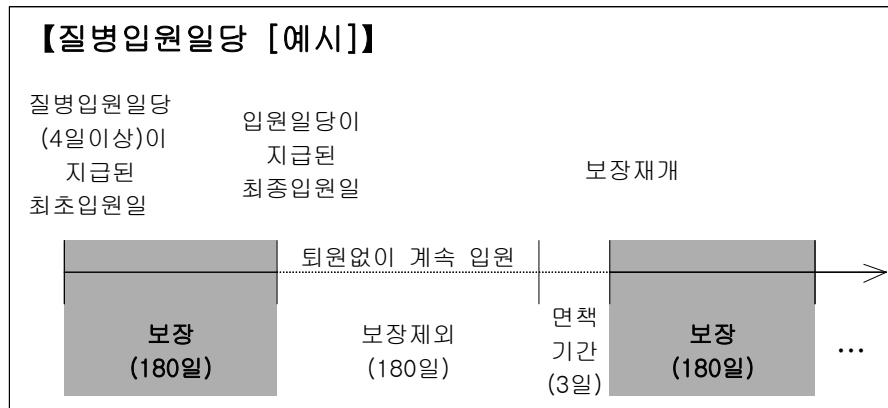 【질병입원일당 [예시]】
질병입원일당
(4일이상)이
지급된
최초입원일
입원일당이
지급된
최종입원일
보장재개
퇴원없이 계속 입원
보장
(180일)
보장제외
(180일)
면책
기간
(3일)
보장
(180일)
…